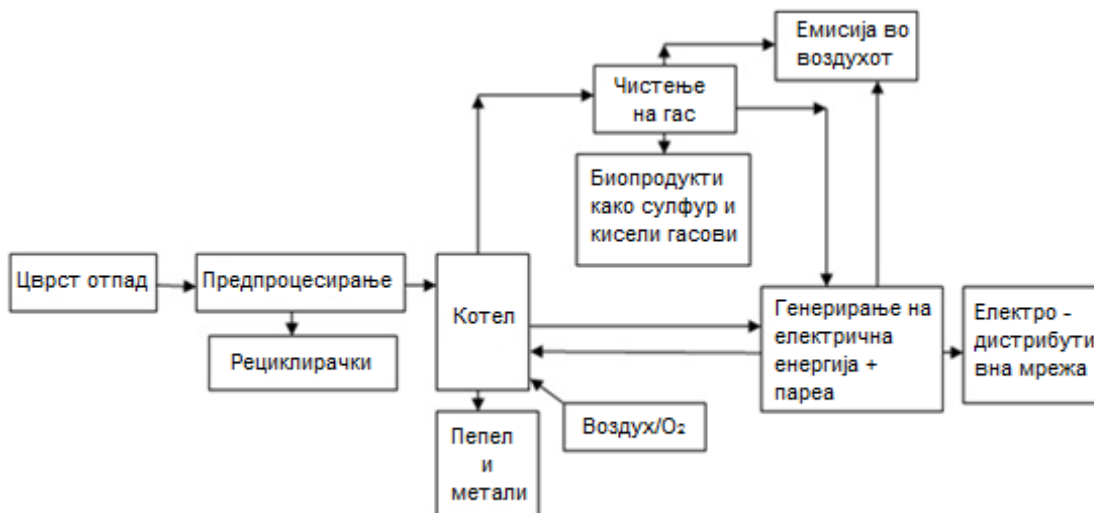 Емисија во
воздухот
Чистење
на гас
Биопродукти
како сулфур и
кисели гасови
Цврст отпад
Предпроцесирање
Котел
Генерирање на
електрична
енергија +
пареа
Електро -
дистрибути
вна мрежа
Рециклирачки
Воздух/O₂
Пепел
и
метали